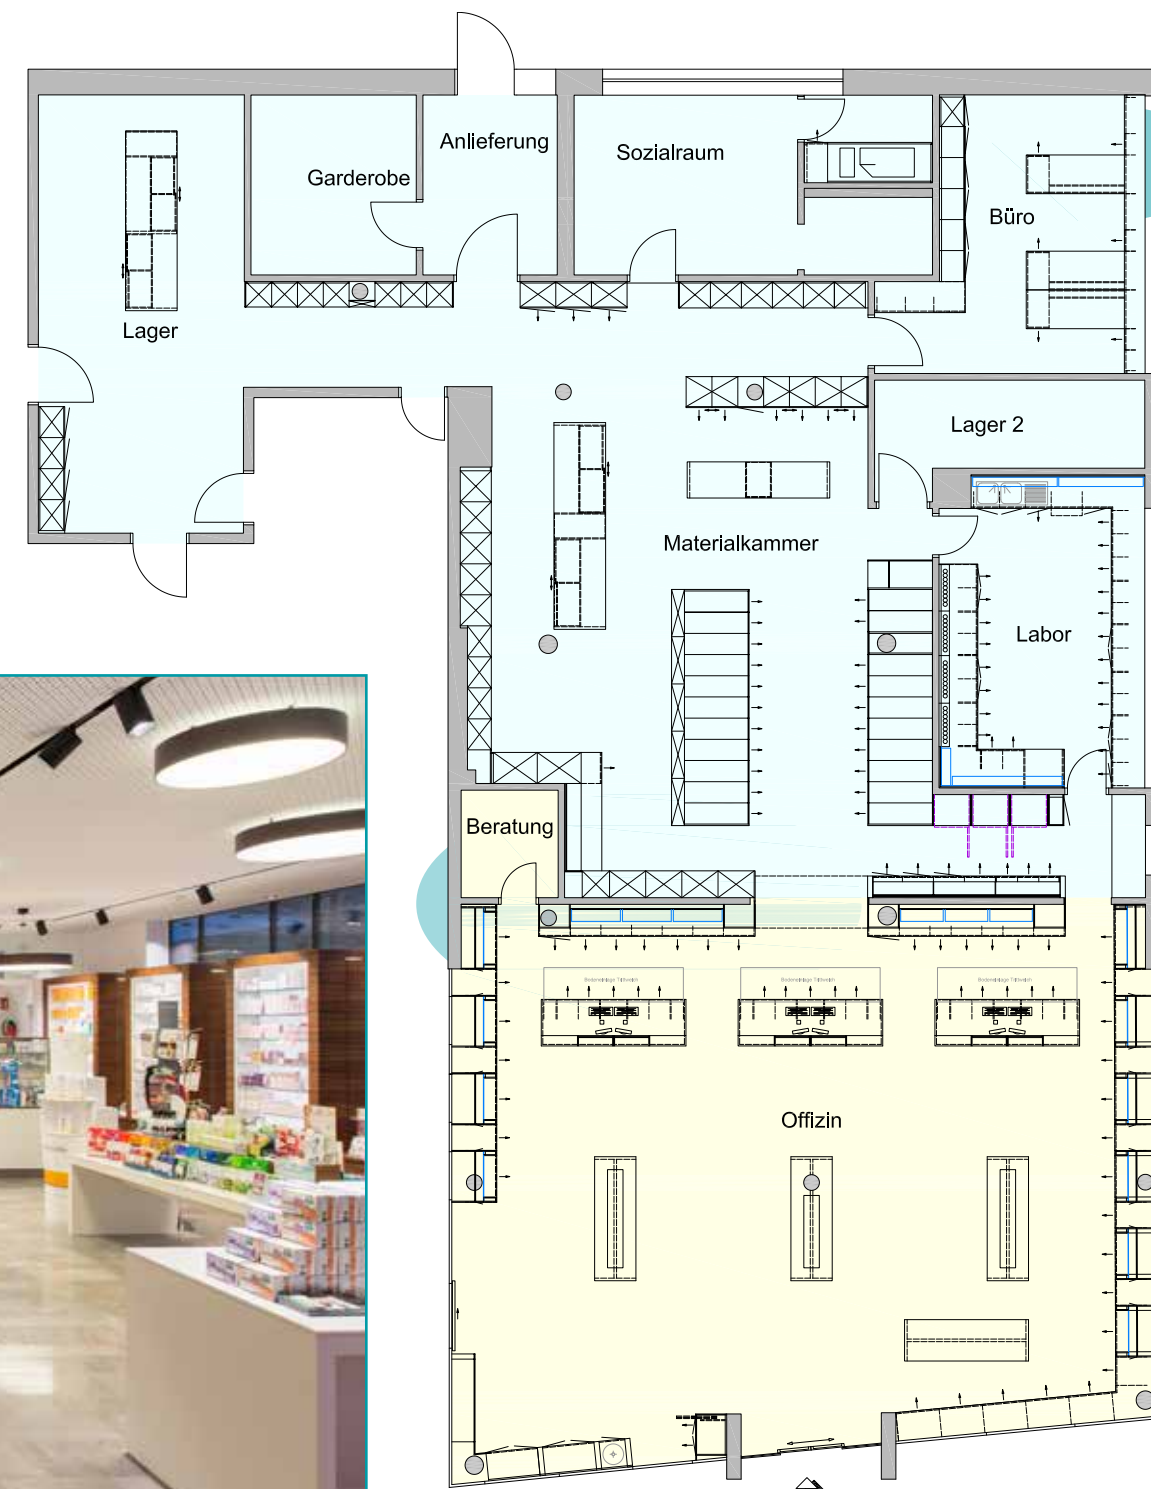 Anlieferung
Sozialraum
Garderobe
Büro
Lager
Lager 2
Materialkammer
Labor
Beratung
Offizin